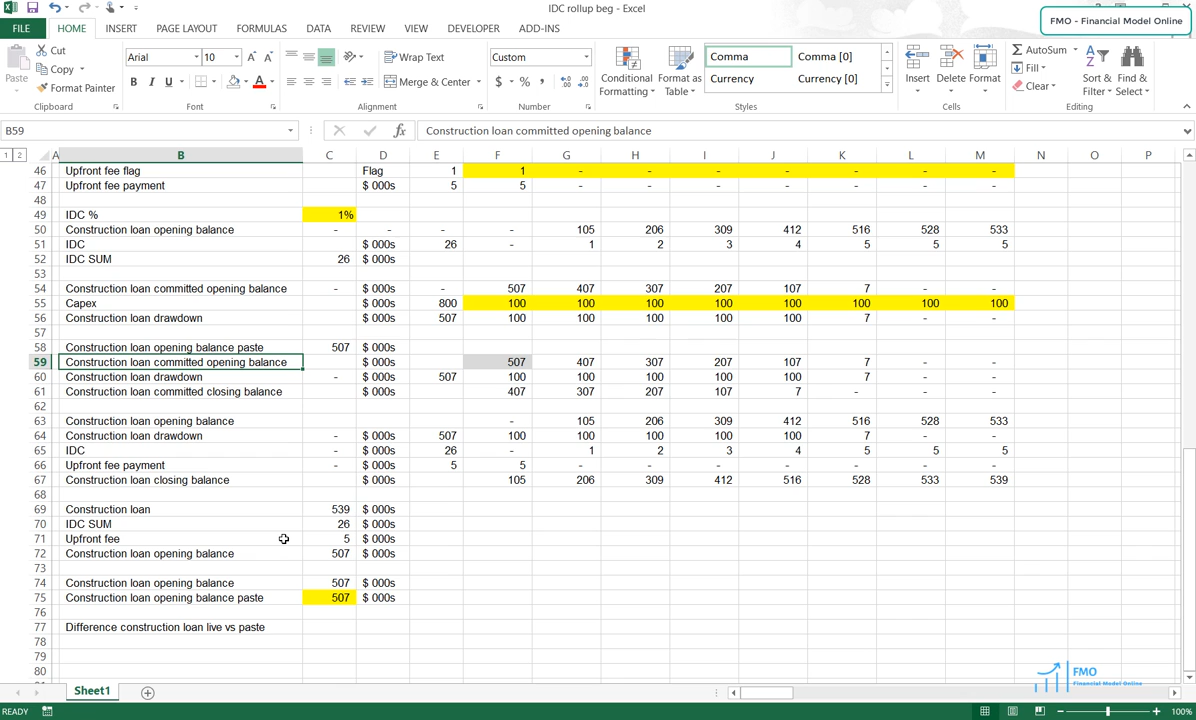 IDC rollup beg - Excel
FMO - Financial Model Online
FILE HOME INSERT PAGE LAYOUT FORMULAS DATA REVIEW VIEW DEVELOPER ADD-INS
Paste Cut Copy Format Painter Clipboard
Arial 10 B I U A Font
Wrap Text Merge & Center Alignment
Custom $ % , Number
Conditional Formatting Format as Table Comma Comma [0] Currency Currency [0] Styles
Insert Delete Format Cells
AutoSum Fill Clear Sort & Filter Find & Select Editing
B59 fx Construction loan committed opening balance
1 2 A B C D E F G H I J K L M N O P
46 Upfront fee flag Flag 1 1 - - - - - - -
47 Upfront fee payment $ 000s 5 5 - - - - - - -
48
49 IDC % 1%
50 Construction loan opening balance - - - - 105 206 309 412 516 528 533
51 IDC $ 000s 26 - 1 2 3 4 5 5 5
52 IDC SUM 26 $ 000s
53
54 Construction loan committed opening balance - $ 000s - 507 407 307 207 107 7 - -
55 Capex $ 000s 800 100 100 100 100 100 100 100 100
56 Construction loan drawdown $ 000s 507 100 100 100 100 100 7 - -
57
58 Construction loan opening balance paste 507 $ 000s
59 Construction loan committed opening balance $ 000s 507 407 307 207 107 7 - -
60 Construction loan drawdown - $ 000s 507 100 100 100 100 100 7 - -
61 Construction loan committed closing balance $ 000s 407 307 207 107 7 - - -
62
63 Construction loan opening balance - 105 206 309 412 516 528 533
64 Construction loan drawdown - $ 000s 507 100 100 100 100 100 7 - -
65 IDC - $ 000s 26 - 1 2 3 4 5 5 5
66 Upfront fee payment - $ 000s 5 5 - - - - - - -
67 Construction loan closing balance $ 000s 105 206 309 412 516 528 533 539
68
69 Construction loan 539 $ 000s
70 IDC SUM 26 $ 000s
71 Upfront fee 5 $ 000s
72 Construction loan opening balance 507 $ 000s
73
74 Construction loan opening balance 507 $ 000s
75 Construction loan opening balance paste 507 $ 000s
76
77 Difference construction loan live vs paste
78
79
80
FMO
Financial Model Online
Sheet1
READY 100%